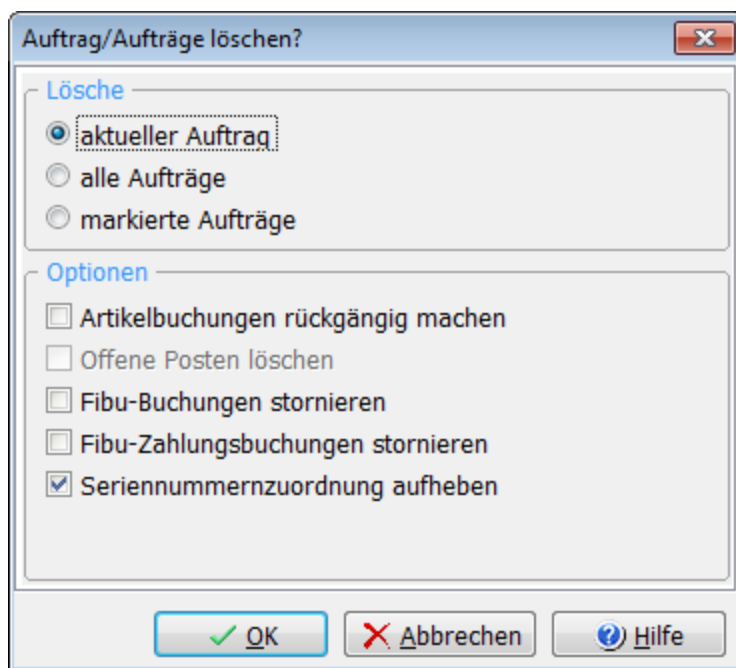 Auftrag/Aufträge löschen?
Lösche
aktueller Auftrag
alle Aufträge
markierte Aufträge
Optionen
Artikelbuchungen rückgängig machen
Offene Posten löschen
Fibu-Buchungen stornieren
Fibu-Zahlungsbuchungen stornieren
Seriennummernzuordnung aufheben
OK Abbrechen Hilfe